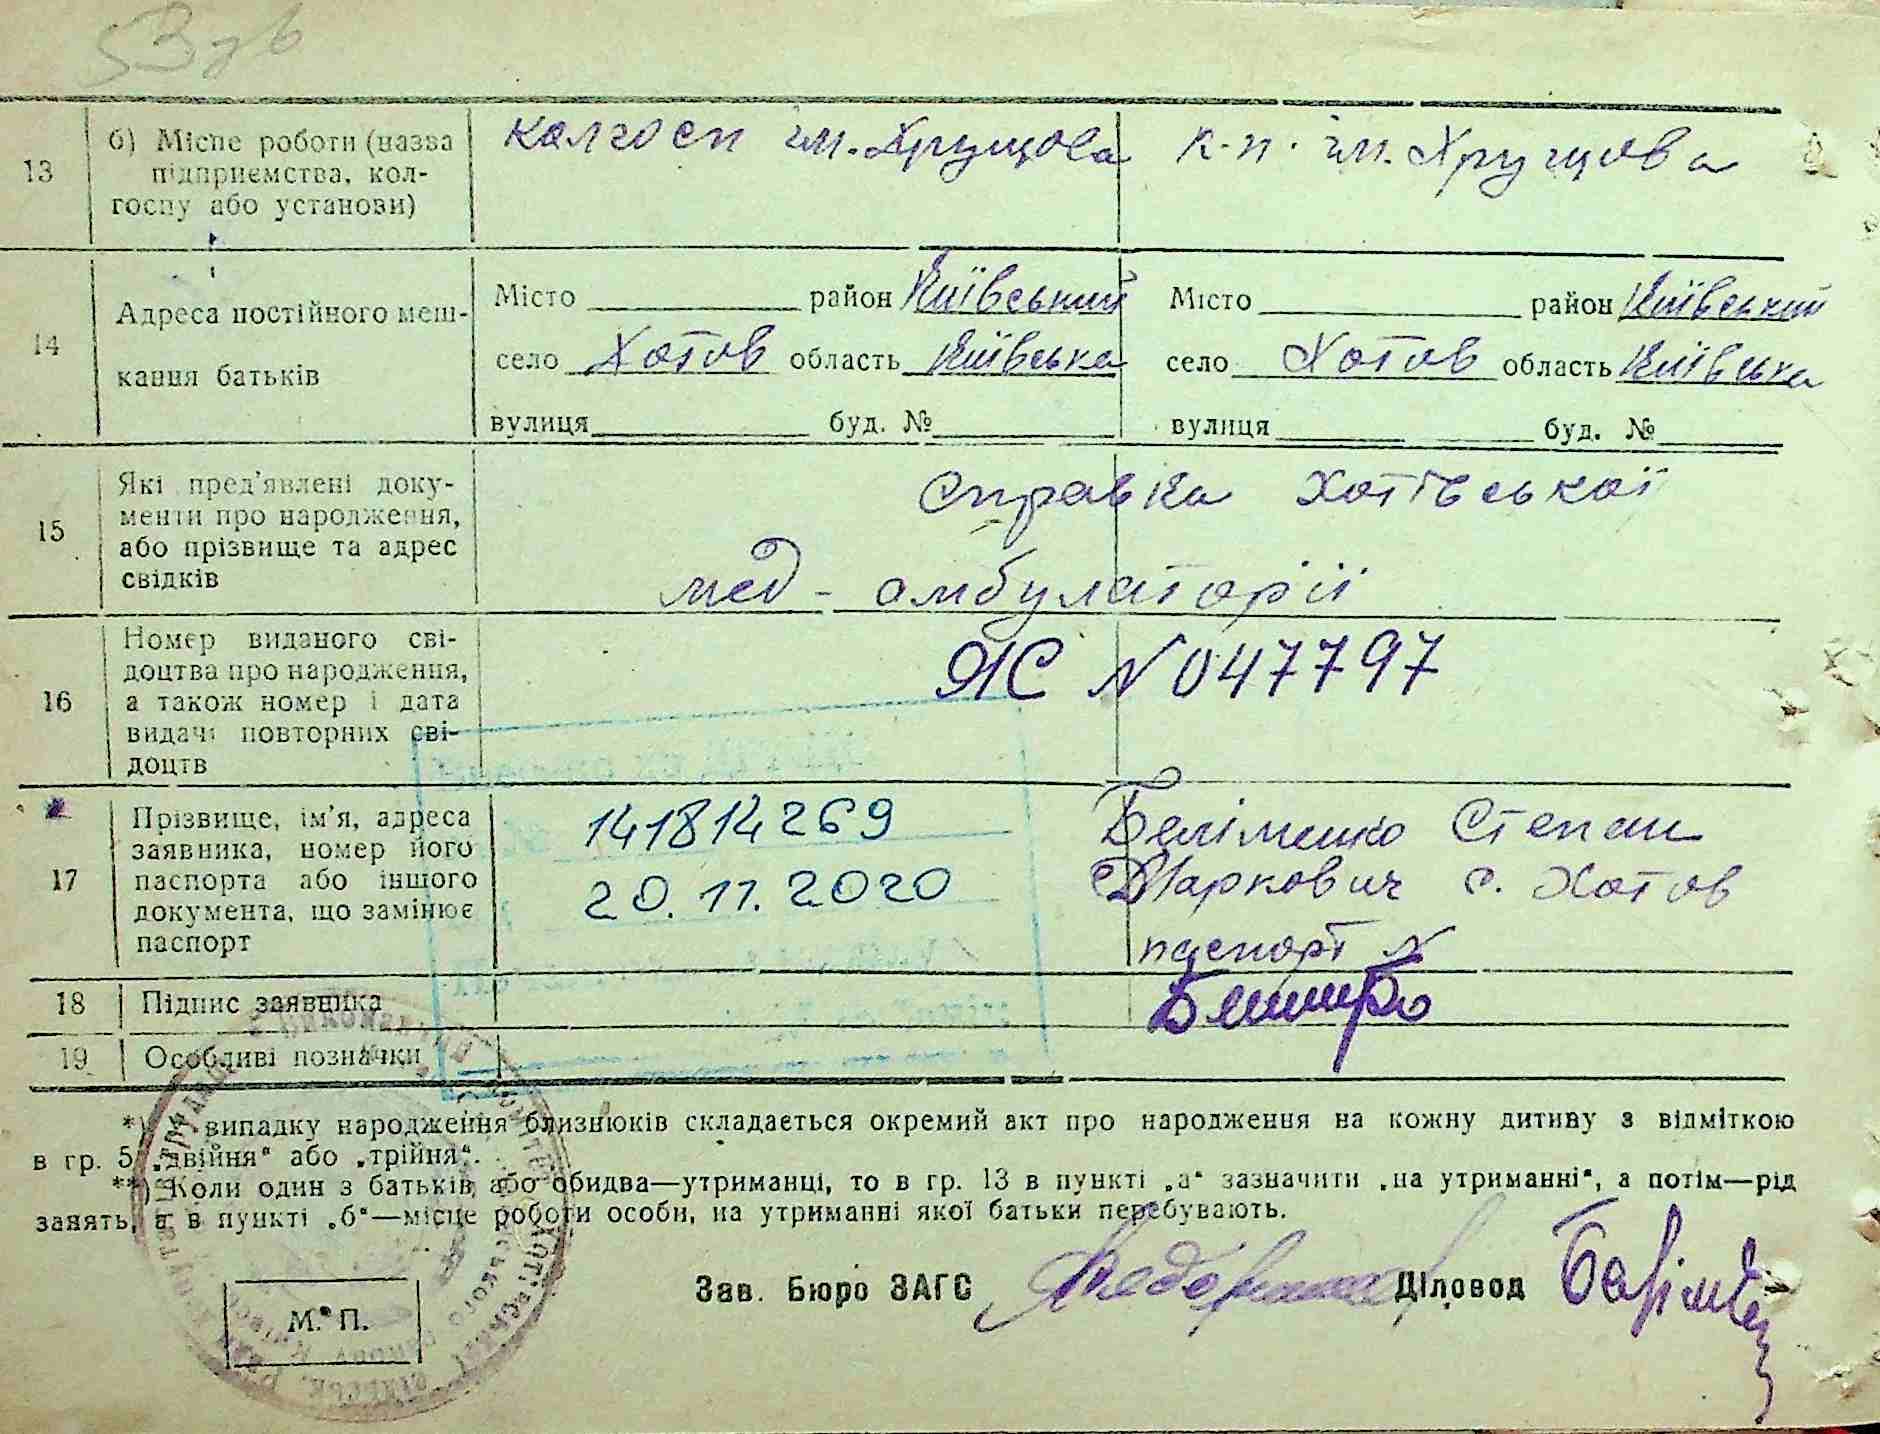 53 зв
13
б) Місце роботи (назва підприємства, колгоспу або установи)
колгосп ім. Хрущова
к-п. ім. Хрущова
14
Адреса постійного мешкання батьків
Місто район Київський
село Хотов область Київська
вулиця буд. №
Місто район Київський
село Хотов область Київська
вулиця буд. №
15
Які пред'явлені документи про народження, або прізвище та адрес свідків
Справка Хотівської
мед - амбулаторії
16
Номер виданого свідоцтва про народження, а також номер і дата видачі повторних свідоцтв
ЯС N 047797
17
Прізвище, ім'я, адреса заявника, номер його паспорта або іншого документа, що замінює паспорт
141814269
20.11.2020
Степан
Маркович с. Хотов
паспорт N
18
Підпис заявника
19
Особливі позначки
*) У випадку народження близнюків складається окремий акт про народження на кожну дитину з відміткою
в гр. 5 „двійня" або „трійня".
**) Коли один з батьків, або обидва—утриманці, то в гр. 13 в пункті „а" зазначити „на утриманні", а потім—рід
занять, а в пункті „б"—місце роботи особи, на утриманні якої батьки перебувають.
Зав. Бюро ЗАГС
Діловод
М. П.